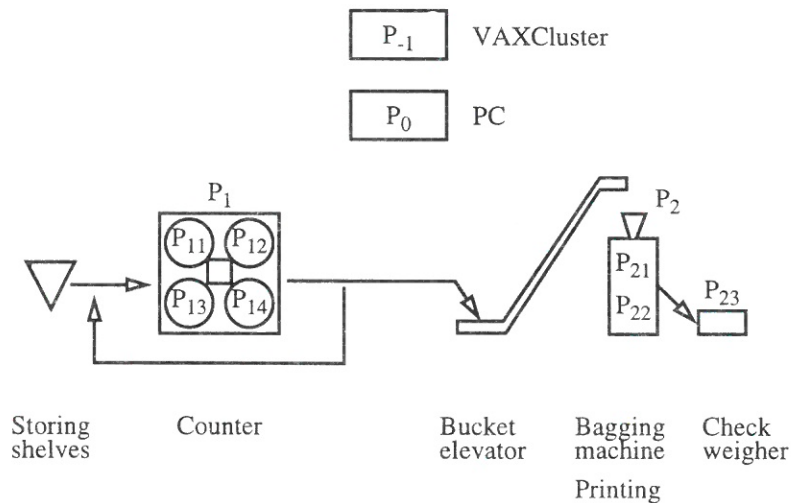 P-1 VAXCluster
P0 PC
P1
P2
P11 P12
P21
P23
P13 P14
P22
Storing
shelves
Counter
Bucket
elevator
Bagging
machine
Printing
Check
weigher